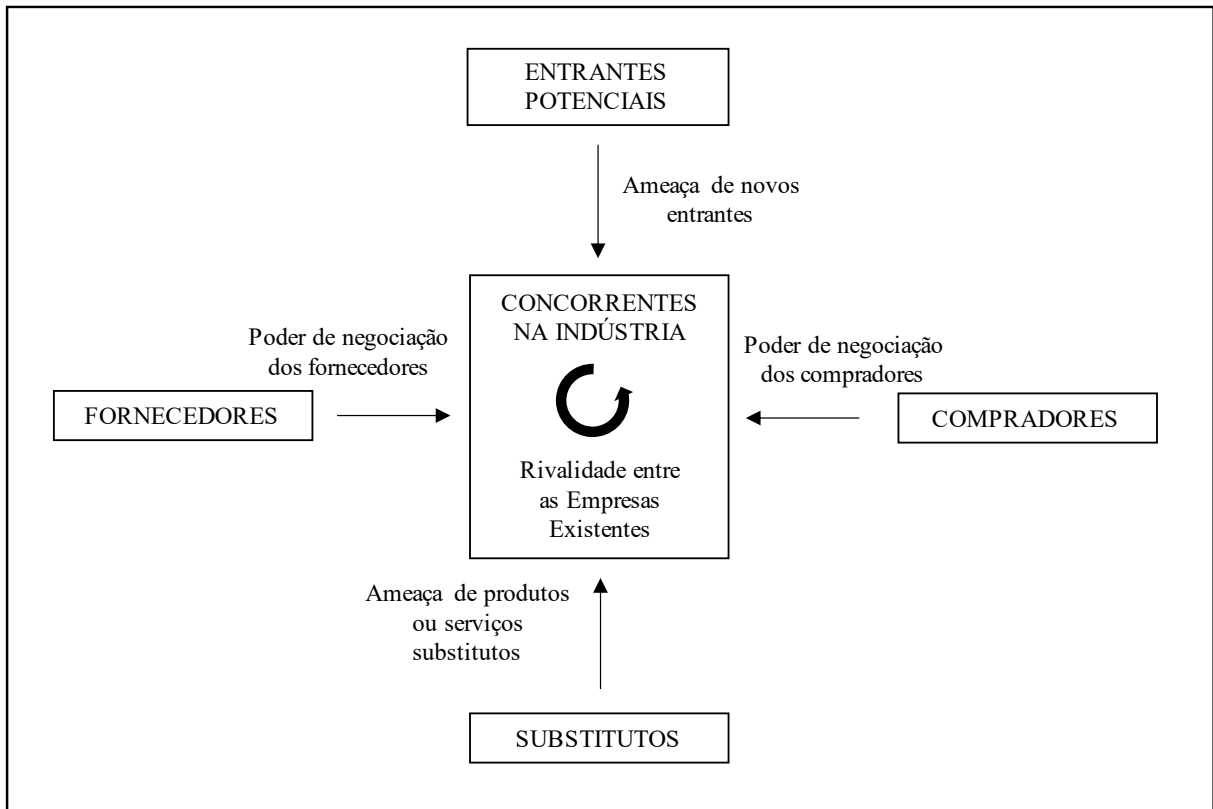 ENTRANTES
POTENCIAIS
Ameaça de novos
entrantes
CONCORRENTES
NA INDÚSTRIA
Poder de negociação
dos fornecedores
Poder de negociação
dos compradores
FORNECEDORES
COMPRADORES
Rivalidade entre
as Empresas
Existentes
Ameaça de produtos
ou serviços
substitutos
SUBSTITUTOS